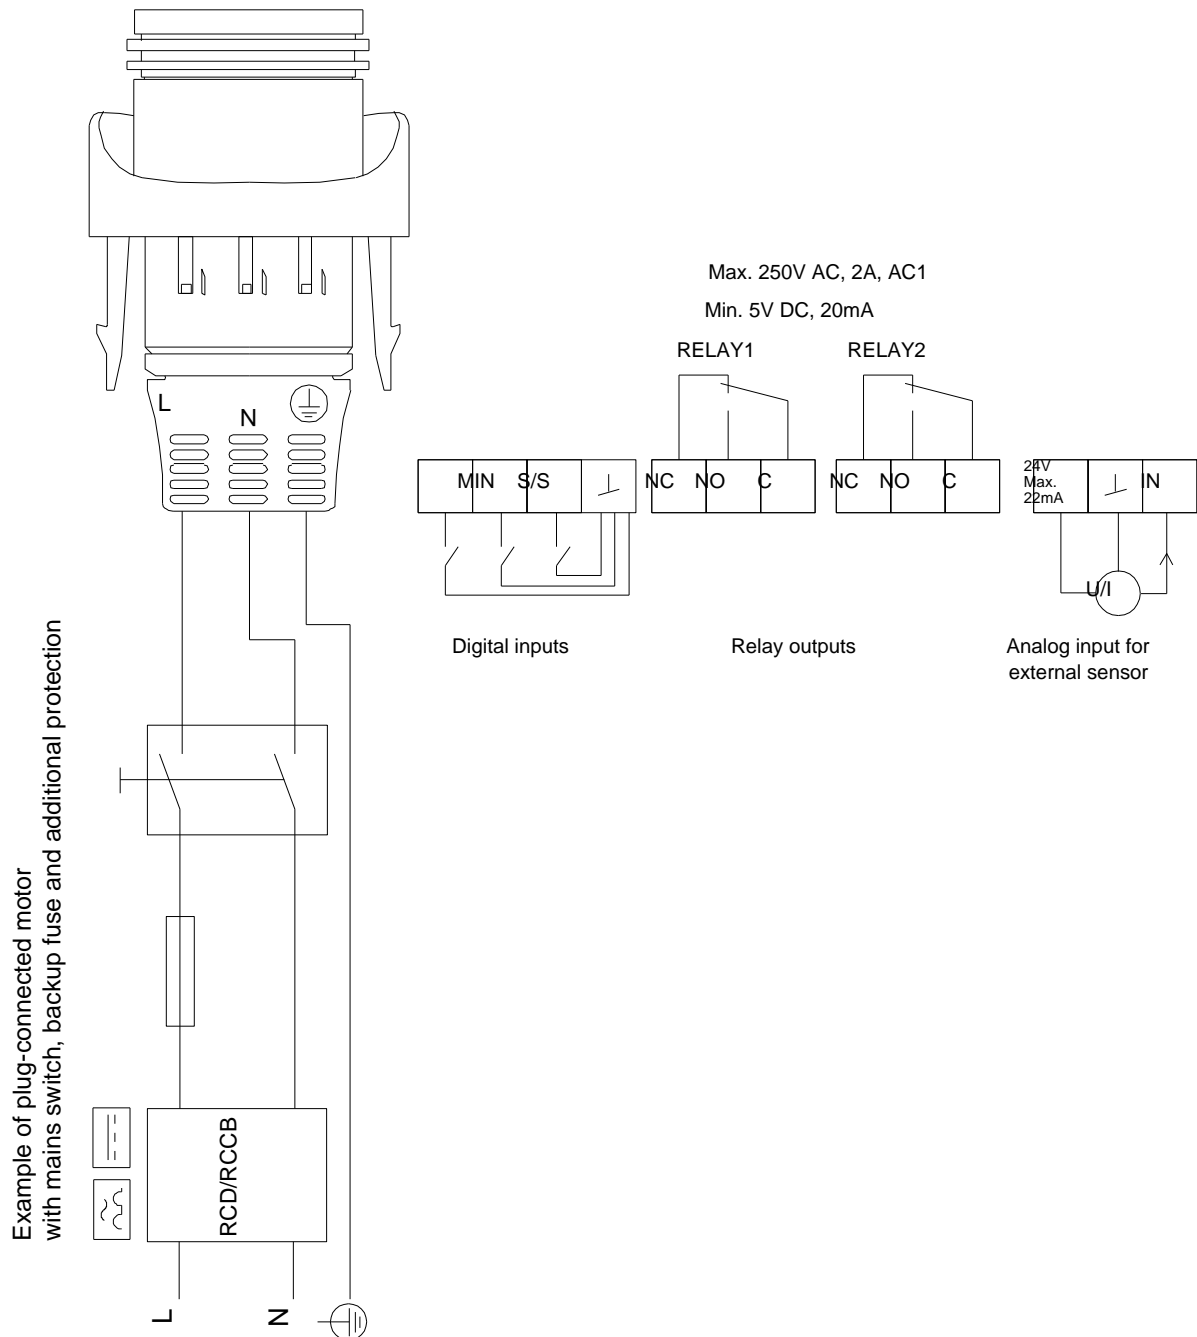 Max. 250V AC, 2A, AC1
Min. 5V DC, 20mA
RELAY1
RELAY2
L
N
MIN
S/S
NC
NO
C
NC
NO
C
24V
Max.
22mA
IN
U/I
Digital inputs
Relay outputs
Analog input for
external sensor
Example of plug-connected motor
with mains switch, backup fuse and additional protection
RCD/RCCB
L
N